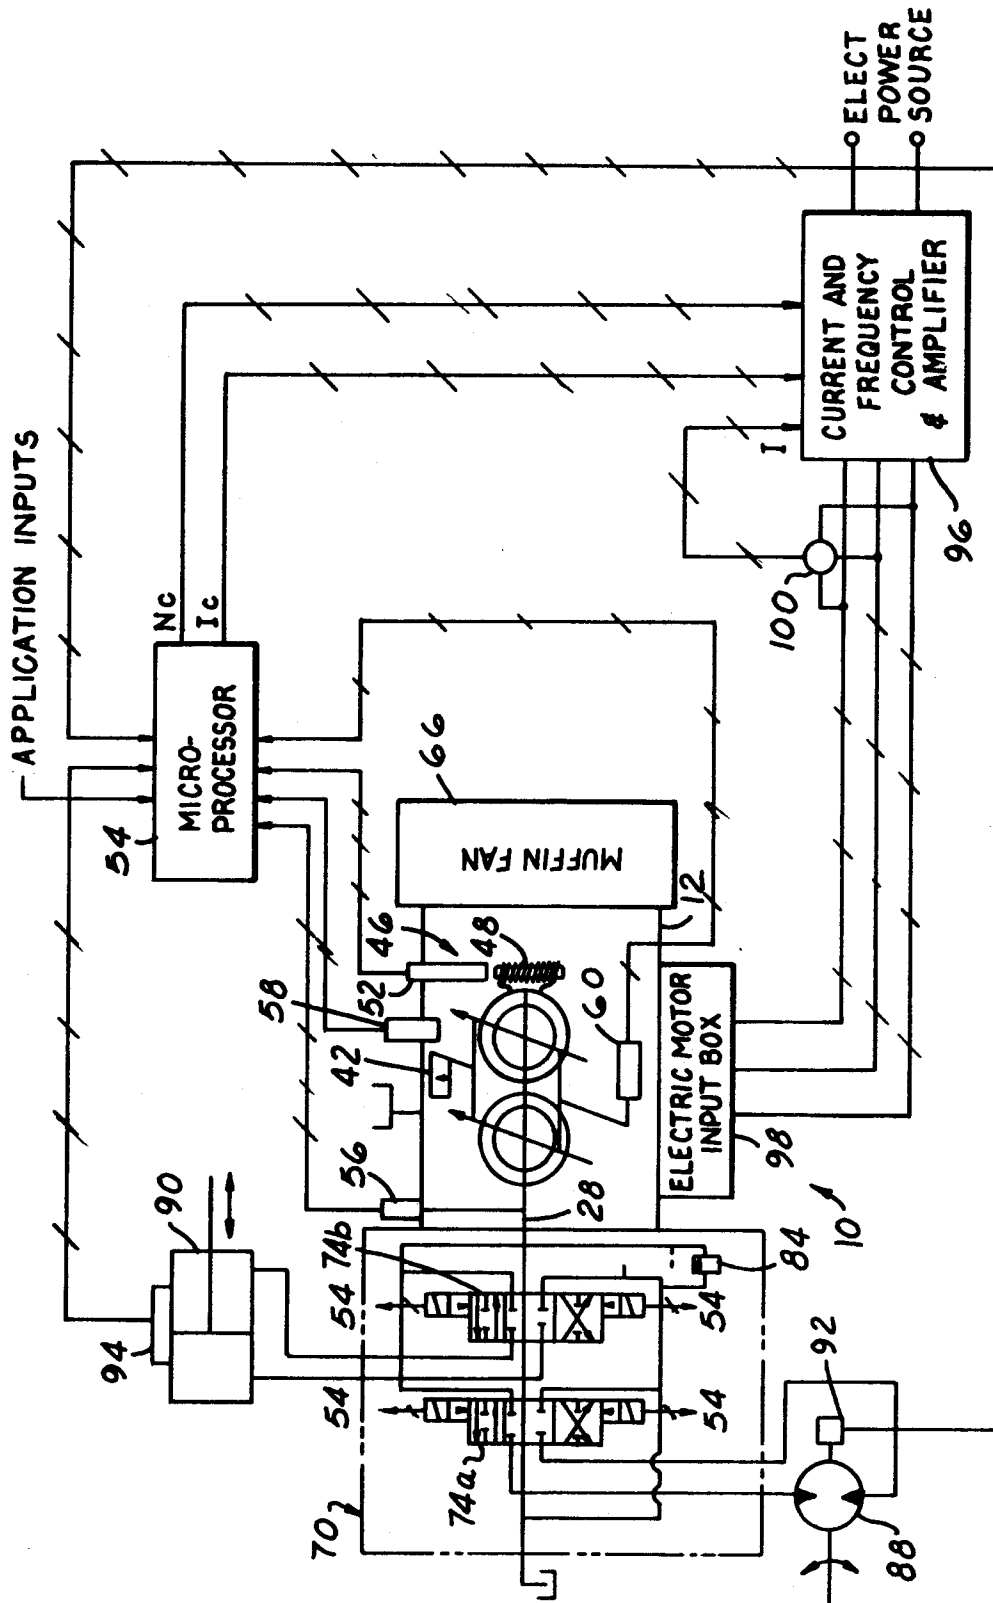 APPLICATION INPUTS
Nc
Ic
MICRO-
PROCESSOR
54
ELECT
POWER
SOURCE
CURRENT AND
FREQUENCY
CONTROL
& AMPLIFIER
I
96
100
MUFFIN FAN
66
12
46
48
52
58
42
60
56
28
ELECTRIC MOTOR
INPUT BOX
98
10
90
94
74b
54
54
84
54
54
74a
70
92
88